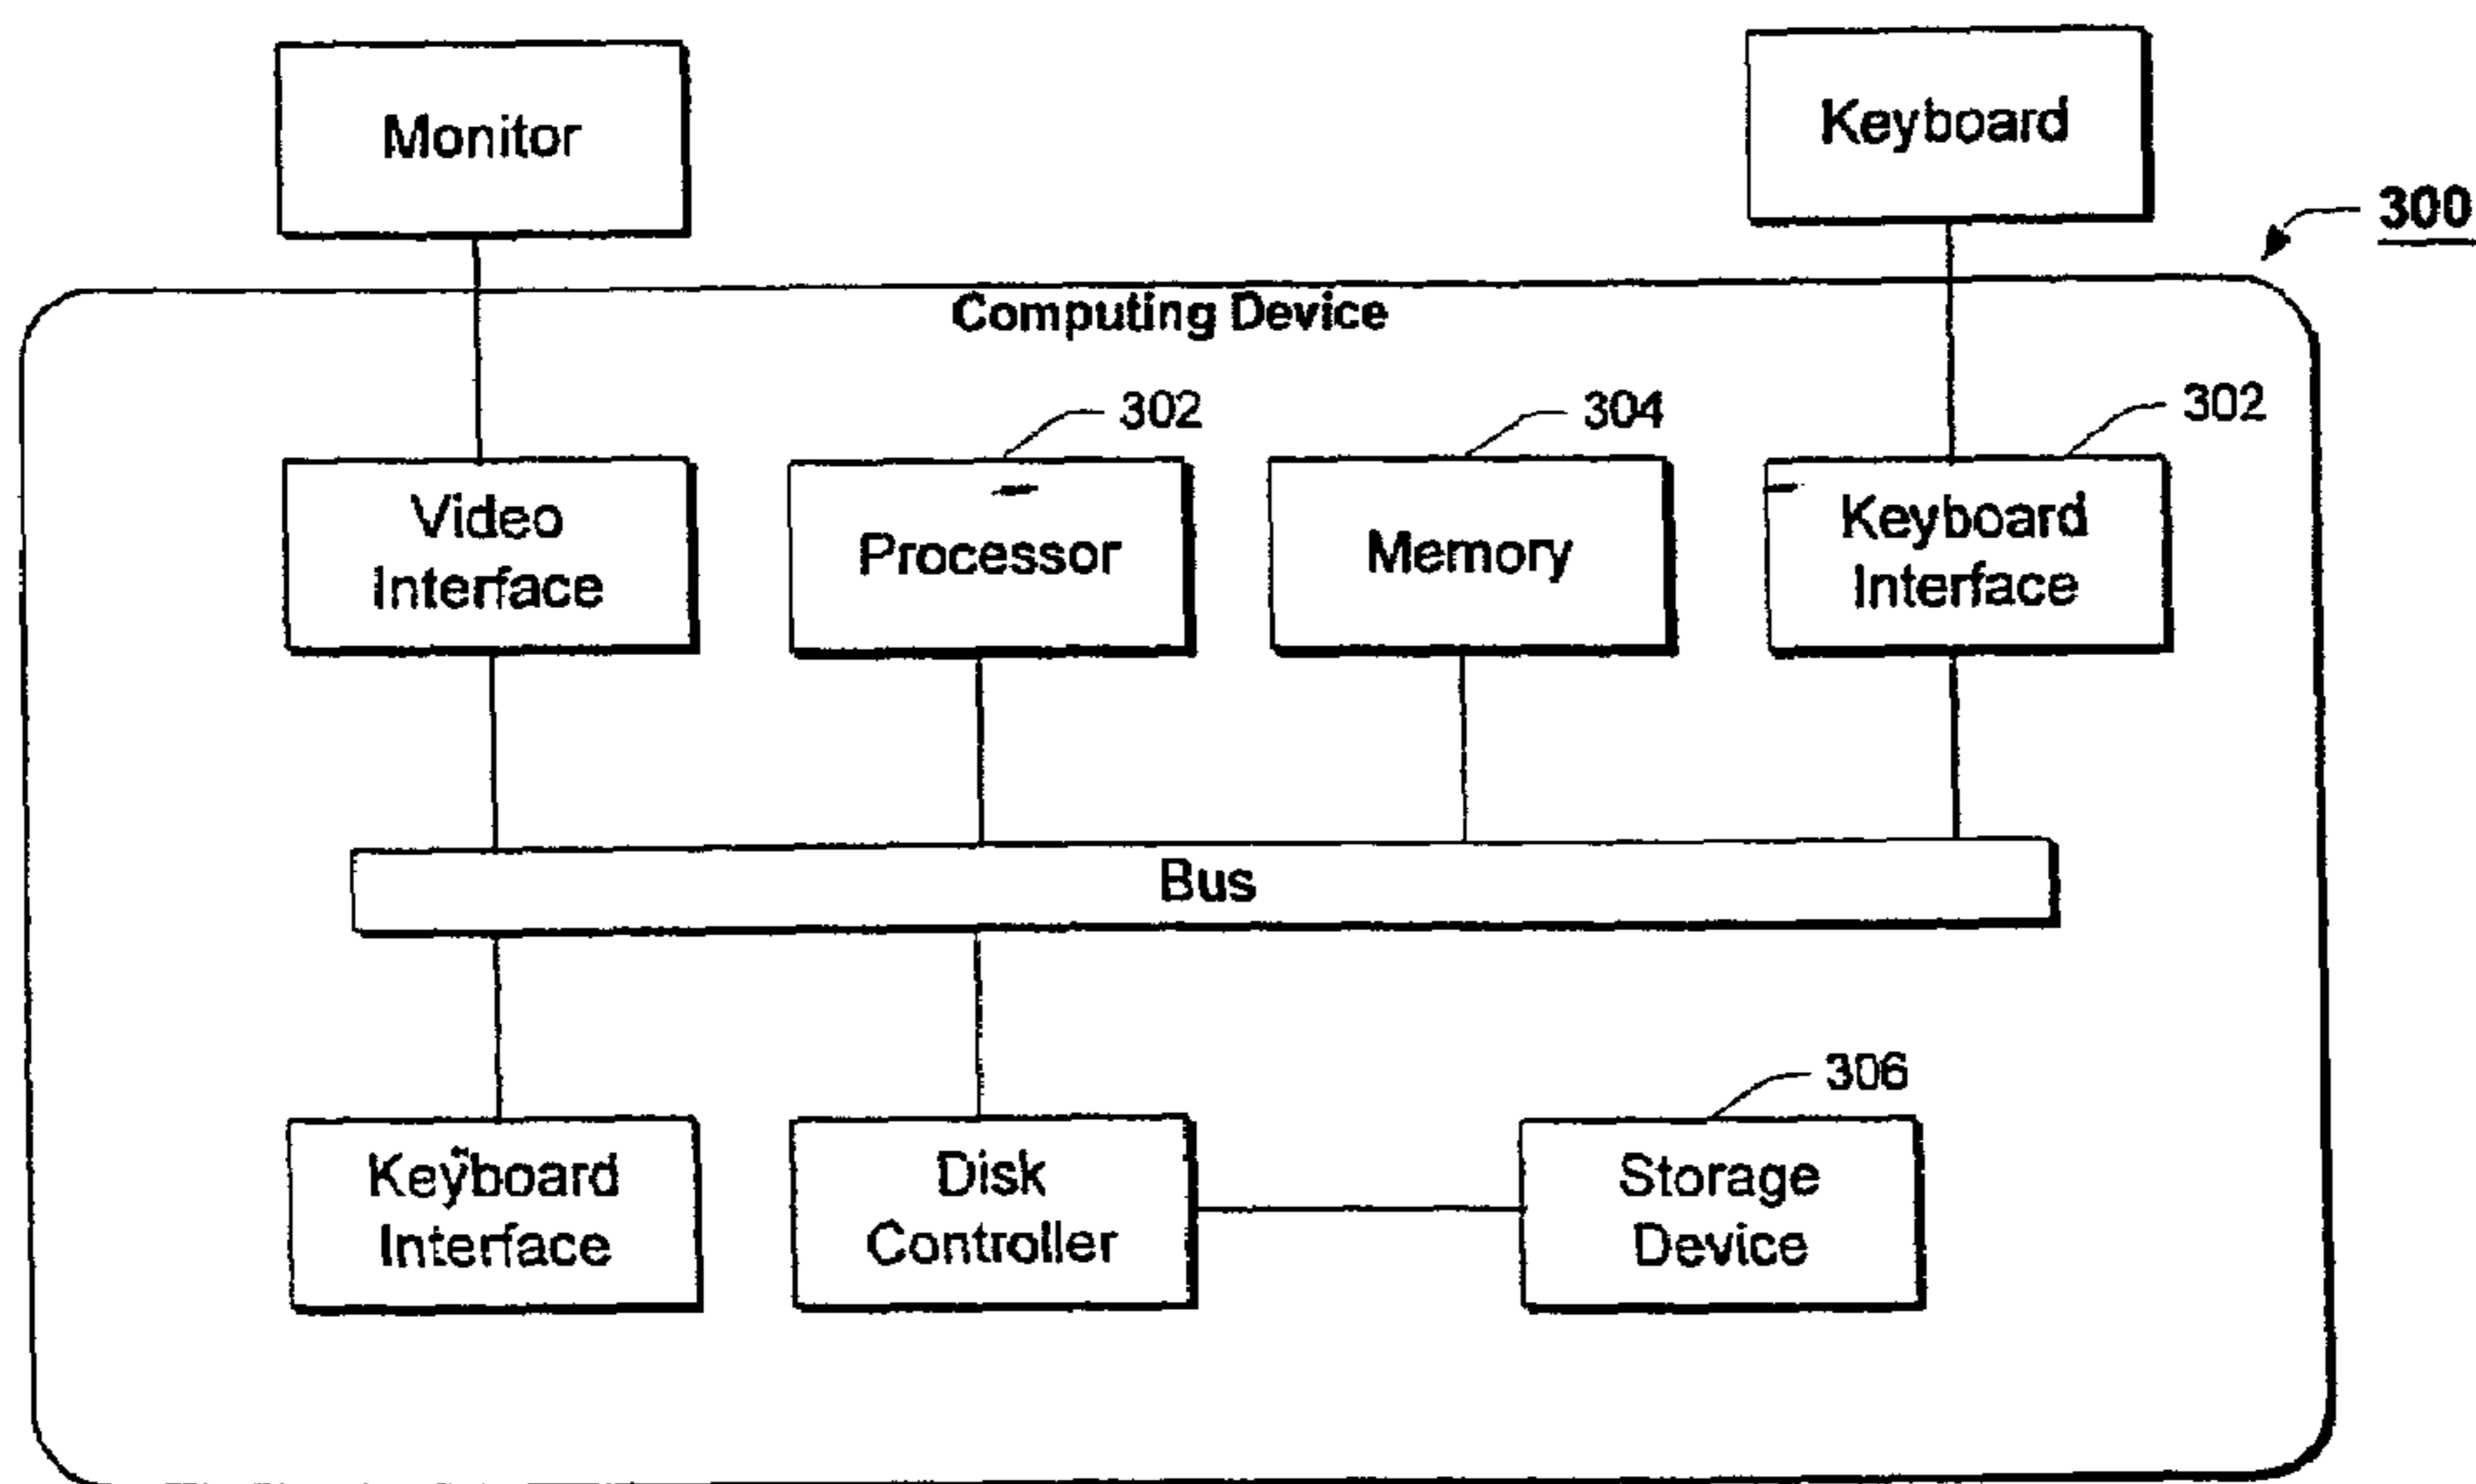 Monitor
Keyboard
300
Computing Device
302
304
302
Video
Interface
Processor
Memory
Keyboard
Interface
Bus
306
Keyboard
Interface
Disk
Controller
Storage
Device